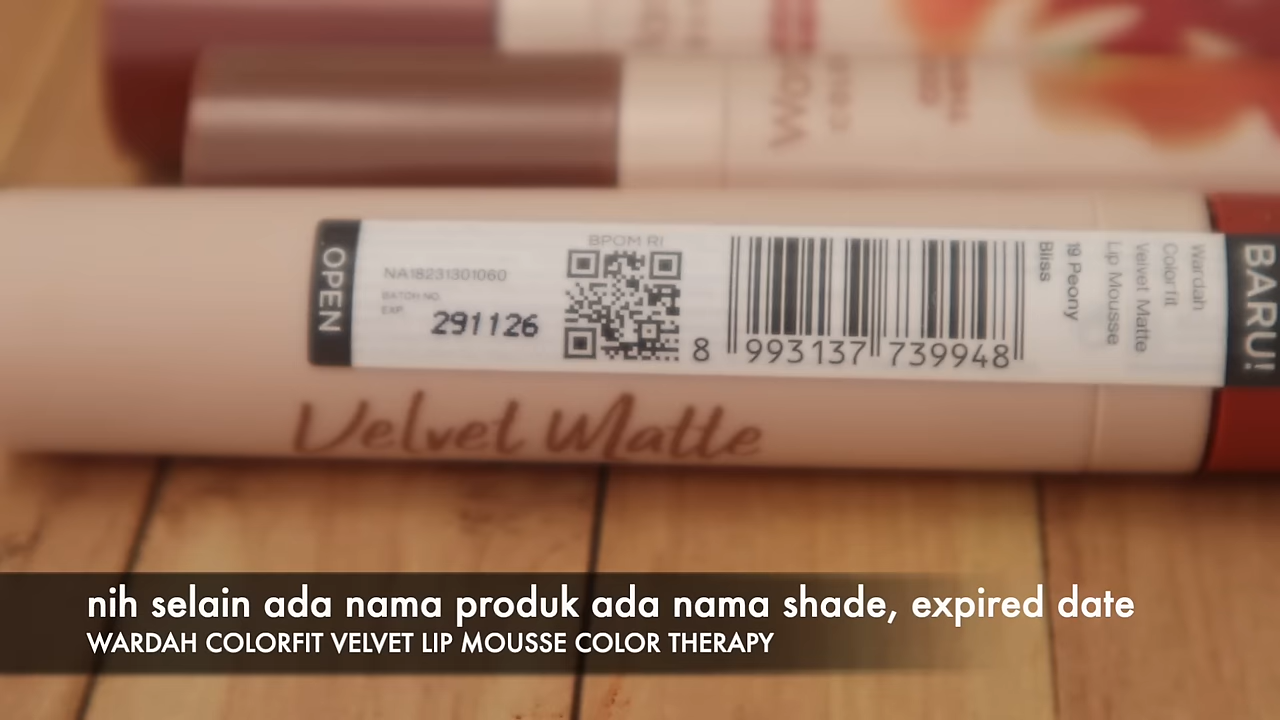 OPEN
NA18231301060
BATCH NO.
EXP.
291126
BPOM RI
8 993137 739948
Wardah
Colorfit
Velvet Matte
Lip Mousse
19 Peony
Bliss
BARU!
Velvet Matte
nih selain ada nama produk ada nama shade, expired date
WARDAH COLORFIT VELVET LIP MOUSSE COLOR THERAPY